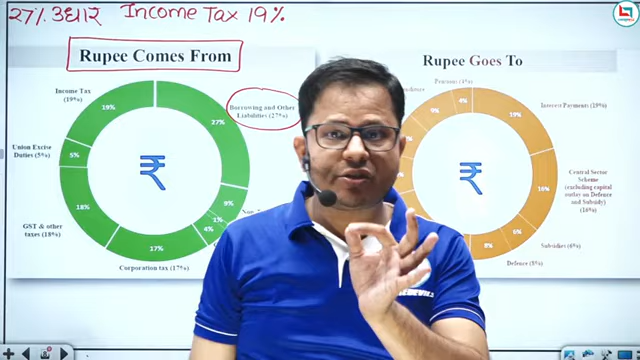 27% उधार Income Tax 19%
Rupee Comes From
Income Tax
(19%)
19%
27%
Borrowing and Other
Liabilities (27%)
Union Excise
Duties (5%)
5%
GST & other
taxes (18%)
18%
17%
Corporation tax (17%)
4%
1%
9%
Rupee Goes To
Pensions (4%)
9%
4%
19%
Interest Payments (19%)
16%
Central Sector
Scheme
(excluding capital
outlay on Defence
and Subsidy)
16%
6%
Subsidies (6%)
8%
Defence (8%)